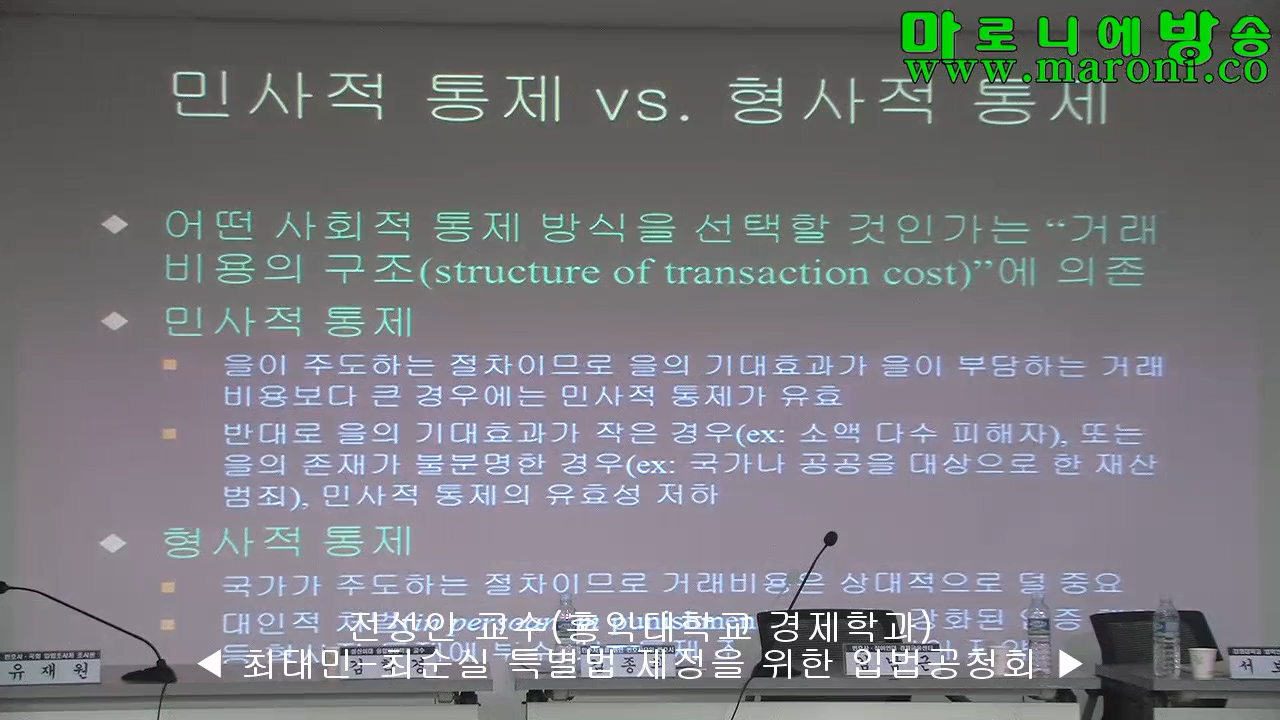 마로니에방송
www.maroni.co
민사적 통제 vs. 형사적 통제
어떤 사회적 통제 방식을 선택할 것인가는 “거래
비용의 구조(structure of transaction cost)”에 의존
민사적 통제
을이 주도하는 절차이므로 을의 기대효과가 을이 부담하는 거래
비용보다 큰 경우에는 민사적 통제가 유효
반대로 을의 기대효과가 작은 경우(ex: 소액 다수 피해자), 또는
을의 존재가 불분명한 경우(ex: 국가나 공공을 대상으로 한 재산
범죄), 민사적 통제의 유효성 저하
형사적 통제
국가가 주도하는 절차이므로 거래비용은 상대적으로 덜 중요
대인적 punishmen 강화된
전성인 교수(홍익대학교 경제학과)
◀ 최태민-최순실 특별법 제정을 위한 입법공청회 ▶
유 재 원